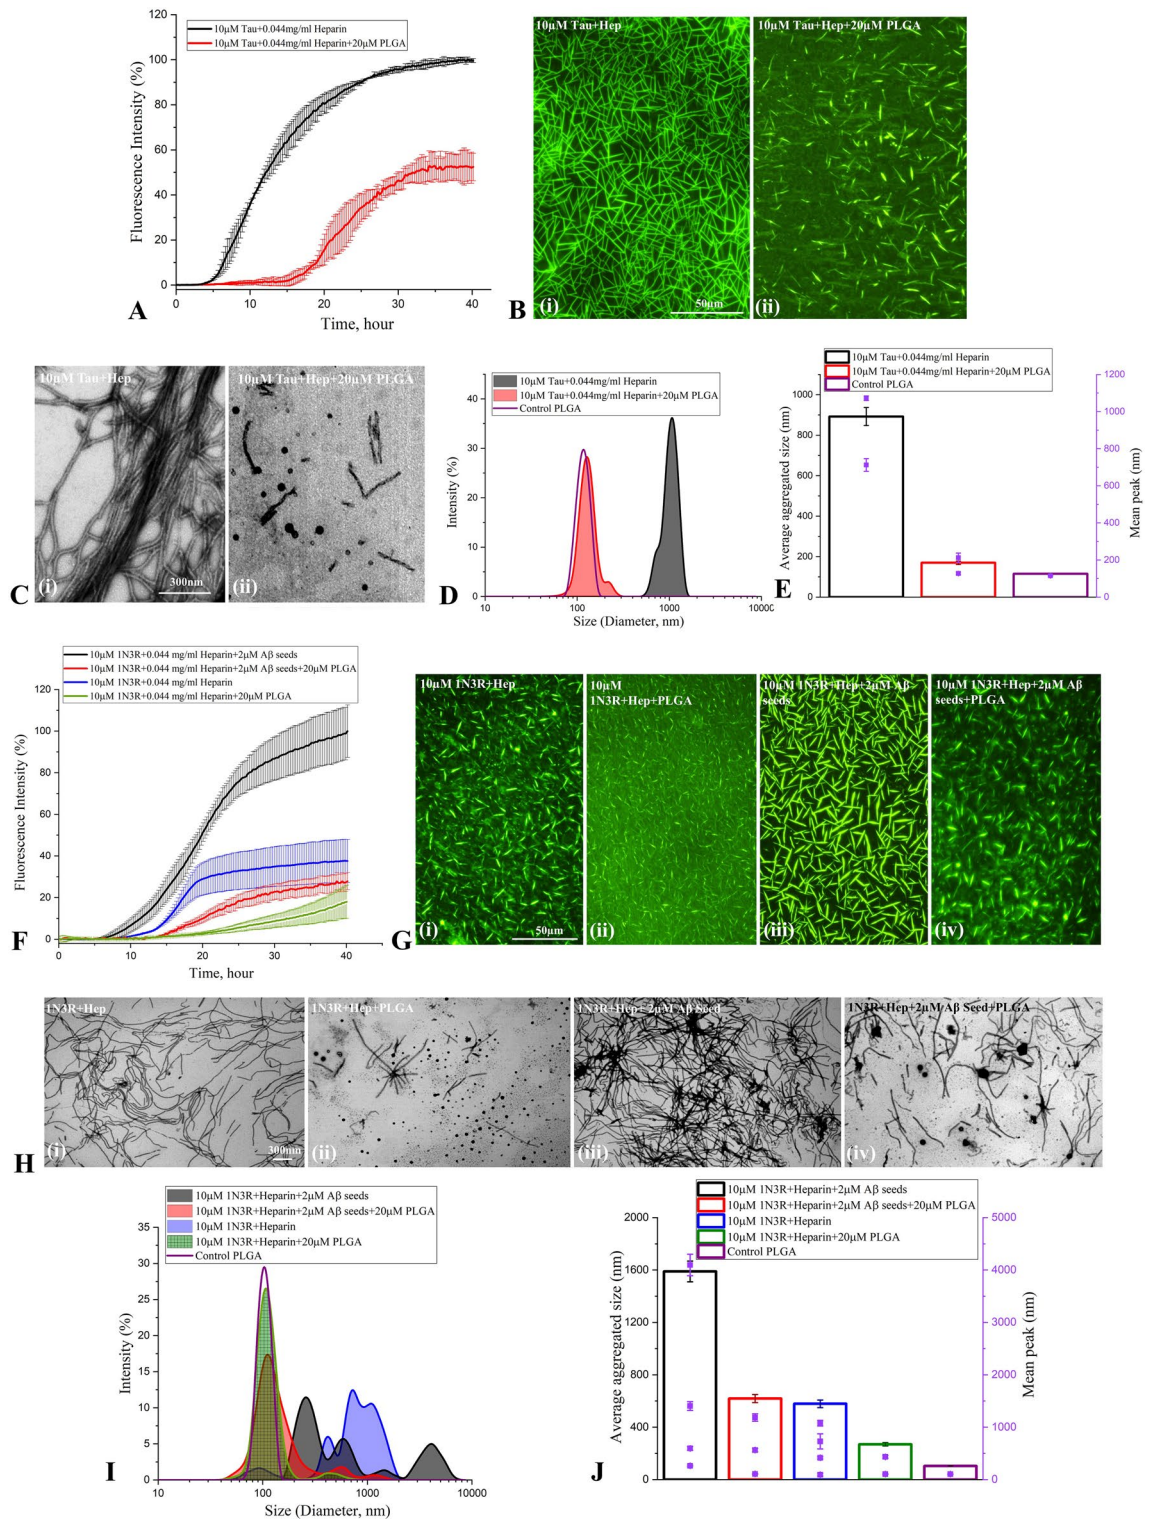 120
100
80
60
40
20
0
Fluorescence Intensity (%)
10µM Tau+0.044mg/ml Heparin
10µM Tau+0.044mg/ml Heparin+20µM PLGA
0
10
20
30
40
Time, hour
A
10µM Tau+Hep
(i)
50µm
10µM Tau+Hep+20µM PLGA
(ii)
B
10µM Tau+Hep
(i)
300nm
10µM Tau+Hep+20µM PLGA
(ii)
C
10µM Tau+0.044mg/ml Heparin
10µM Tau+0.044mg/ml Heparin+20µM PLGA
Control PLGA
40
30
20
10
0
Intensity (%)
10
100
1000
10000
Size (Diameter, nm)
D
10µM Tau+0.044mg/ml Heparin
10µM Tau+0.044mg/ml Heparin+20µM PLGA
Control PLGA
1000
800
600
400
200
0
Average aggregated size (nm)
1200
1000
800
600
400
200
0
Mean peak (nm)
E
10µM 1N3R+0.044 mg/ml Heparin+2µM Aβ seeds
10µM 1N3R+0.044 mg/ml Heparin+2µM Aβ seeds+20µM PLGA
10µM 1N3R+0.044 mg/ml Heparin
10µM 1N3R+0.044 mg/ml Heparin+20µM PLGA
120
100
80
60
40
20
0
Fluorescence Intensity (%)
0
10
20
30
40
Time, hour
F
10µM 1N3R+Hep
(i)
50µm
10µM
1N3R+Hep+PLGA
(ii)
10µM 1N3R+Hep+2µM Aβ
seeds
(iii)
10µM 1N3R+Hep+2µM Aβ
seeds+PLGA
(iv)
G
1N3R+Hep
(i)
300nm
1N3R+Hep+PLGA
(ii)
1N3R+Hep+2µM Aβ Seed
(iii)
1N3R+Hep+2µM Aβ Seed+PLGA
(iv)
H
10µM 1N3R+Heparin+2µM Aβ seeds
10µM 1N3R+Heparin+2µM Aβ seeds+20µM PLGA
10µM 1N3R+Heparin
10µM 1N3R+Heparin+20µM PLGA
Control PLGA
35
30
25
20
15
10
5
0
Intensity (%)
10
100
1000
10000
Size (Diameter, nm)
I
10µM 1N3R+Heparin+2µM Aβ seeds
10µM 1N3R+Heparin+2µM Aβ seeds+20µM PLGA
10µM 1N3R+Heparin
10µM 1N3R+Heparin+20µM PLGA
Control PLGA
2000
1600
1200
800
400
0
Average aggregated size (nm)
5000
4000
3000
2000
1000
0
Mean peak (nm)
J